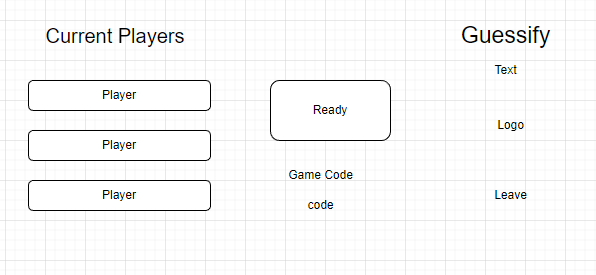 Current Players
Player
Player
Player
Ready
Game Code
code
Guessify
Text
Logo
Leave